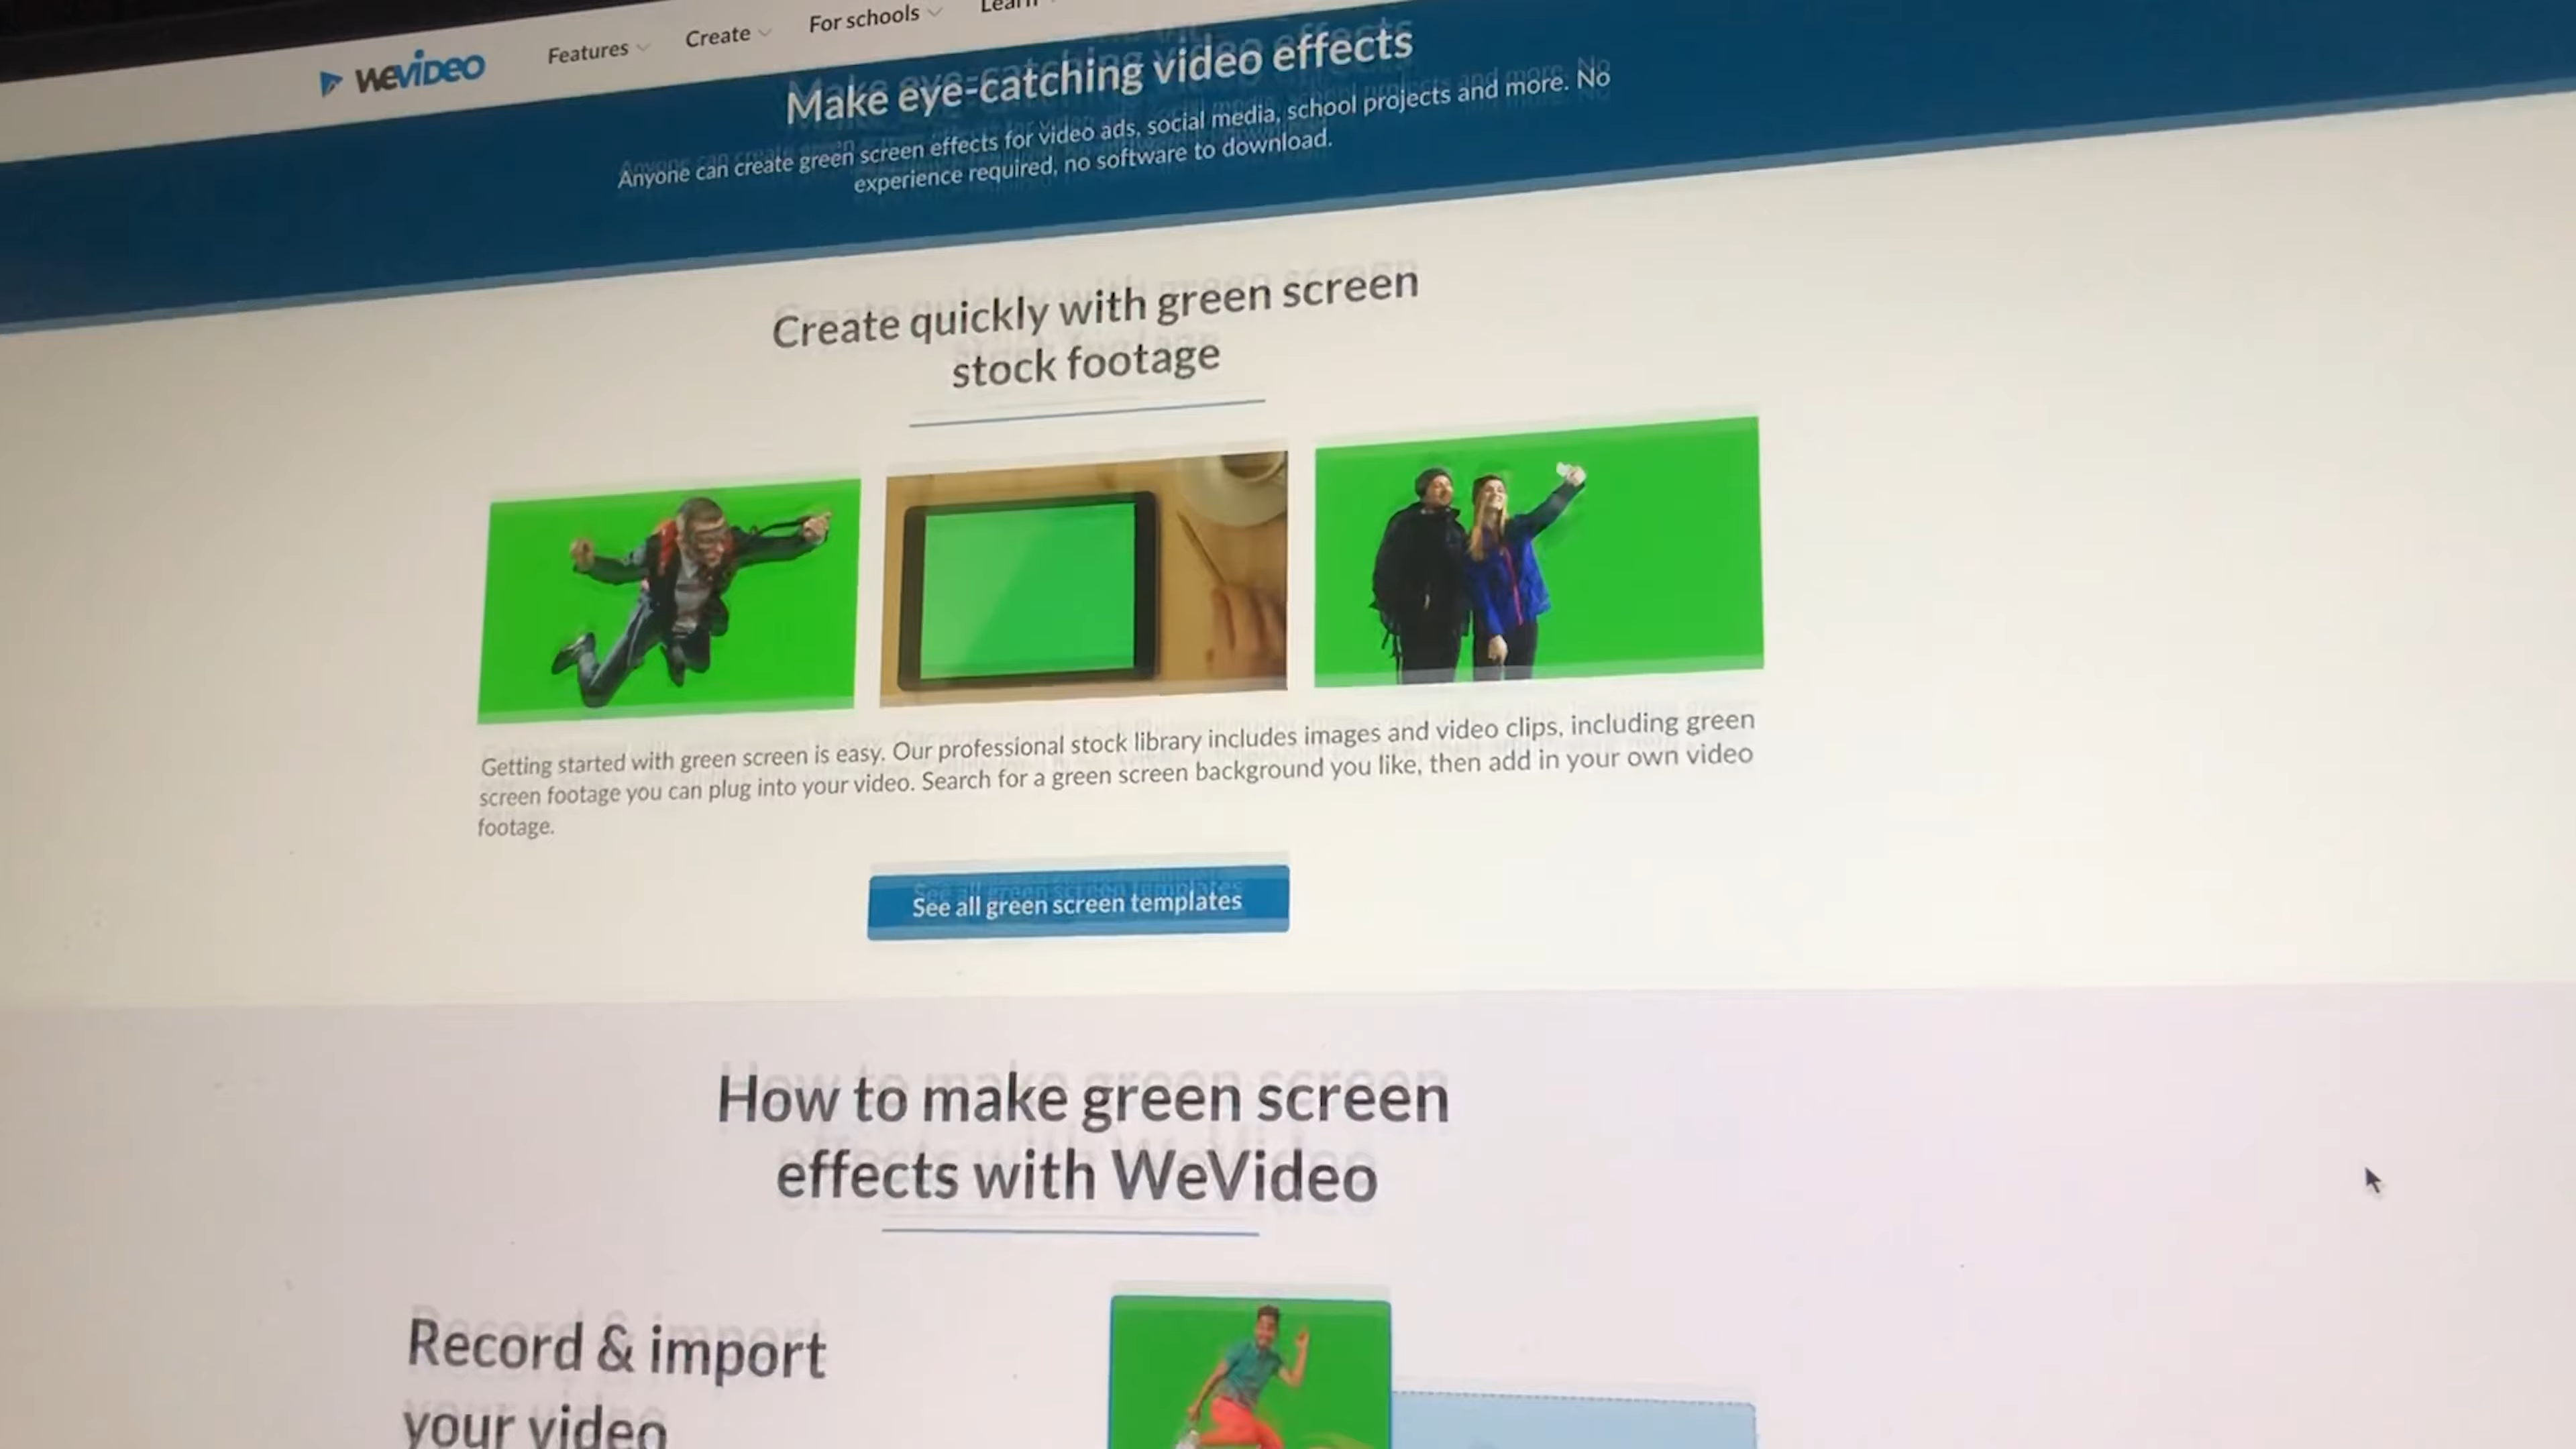 WEVIDEO
Features
Create
For schools
Learn
Make eye-catching video effects
Anyone can create green screen effects for video ads, social media, school projects and more. No
experience required, no software to download.
Create quickly with green screen
stock footage
Getting started with green screen is easy. Our professional stock library includes images and video clips, including green
screen footage you can plug into your video. Search for a green screen background you like, then add in your own video
footage.
See all green screen templates
How to make green screen
effects with WeVideo
Record & import
your video